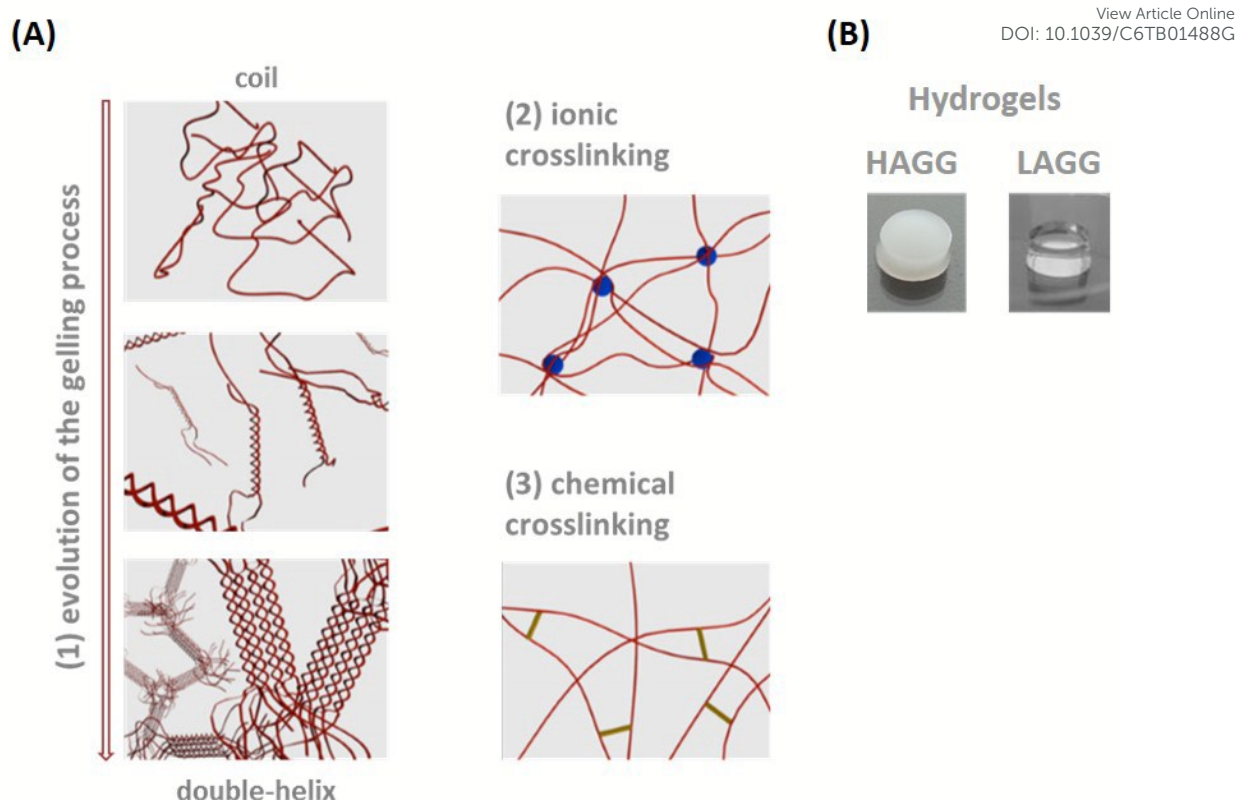 View Article Online
DOI: 10.1039/C6TB01488G
(A)
coil
(1) evolution of the gelling process
double-helix
(2) ionic
crosslinking
(3) chemical
crosslinking
(B)
Hydrogels
HAGG
LAGG